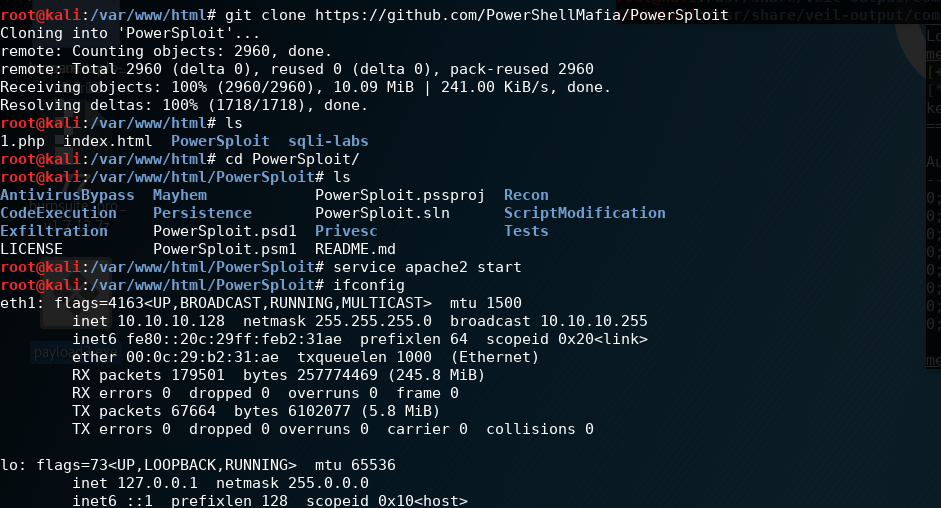 root@kali:/var/www/html# git clone https://github.com/PowerShellMafia/PowerSploit
Cloning into 'PowerSploit'...
remote: Counting objects: 2960, done.
remote: Total 2960 (delta 0), reused 0 (delta 0), pack-reused 2960
Receiving objects: 100% (2960/2960), 10.09 MiB | 241.00 KiB/s, done.
Resolving deltas: 100% (1718/1718), done.
root@kali:/var/www/html# ls
1.php  index.html  PowerSploit  sqli-labs
root@kali:/var/www/html# cd PowerSploit/
root@kali:/var/www/html/PowerSploit# ls
AntivirusBypass  Mayhem            PowerSploit.pssproj  Recon
CodeExecution    Persistence       PowerSploit.sln      ScriptModification
Exfiltration     PowerSploit.psd1  Privesc              Tests
LICENSE          PowerSploit.psm1  README.md
root@kali:/var/www/html/PowerSploit# service apache2 start
root@kali:/var/www/html/PowerSploit# ifconfig
eth1: flags=4163<UP,BROADCAST,RUNNING,MULTICAST>  mtu 1500
        inet 10.10.10.128  netmask 255.255.255.0  broadcast 10.10.10.255
        inet6 fe80::20c:29ff:feb2:31ae  prefixlen 64  scopeid 0x20<link>
        ether 00:0c:29:b2:31:ae  txqueuelen 1000  (Ethernet)
        RX packets 179501  bytes 257774469 (245.8 MiB)
        RX errors 0  dropped 0  overruns 0  frame 0
        TX packets 67664  bytes 6102077 (5.8 MiB)
        TX errors 0  dropped 0 overruns 0  carrier 0  collisions 0

lo: flags=73<UP,LOOPBACK,RUNNING>  mtu 65536
        inet 127.0.0.1  netmask 255.0.0.0
        inet6 ::1  prefixlen 128  scopeid 0x10<host>